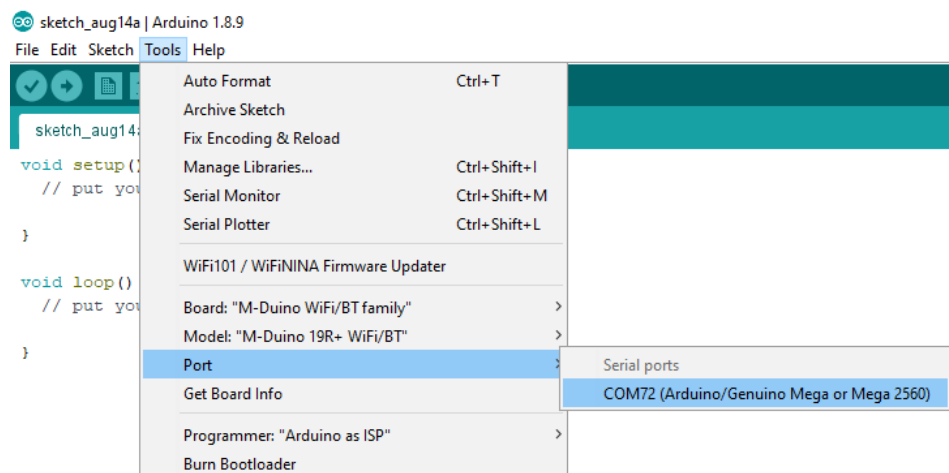 sketch_aug14a | Arduino 1.8.9
File Edit Sketch Tools Help
sketch_aug14a
void setup()
// put you
}
void loop()
// put you
}
Auto Format Ctrl+T
Archive Sketch
Fix Encoding & Reload
Manage Libraries... Ctrl+Shift+I
Serial Monitor Ctrl+Shift+M
Serial Plotter Ctrl+Shift+L
WiFi101 / WiFiNINA Firmware Updater
Board: "M-Duino WiFi/BT family"
Model: "M-Duino 19R+ WiFi/BT"
Port
Get Board Info
Programmer: "Arduino as ISP"
Burn Bootloader
Serial ports
COM72 (Arduino/Genuino Mega or Mega 2560)